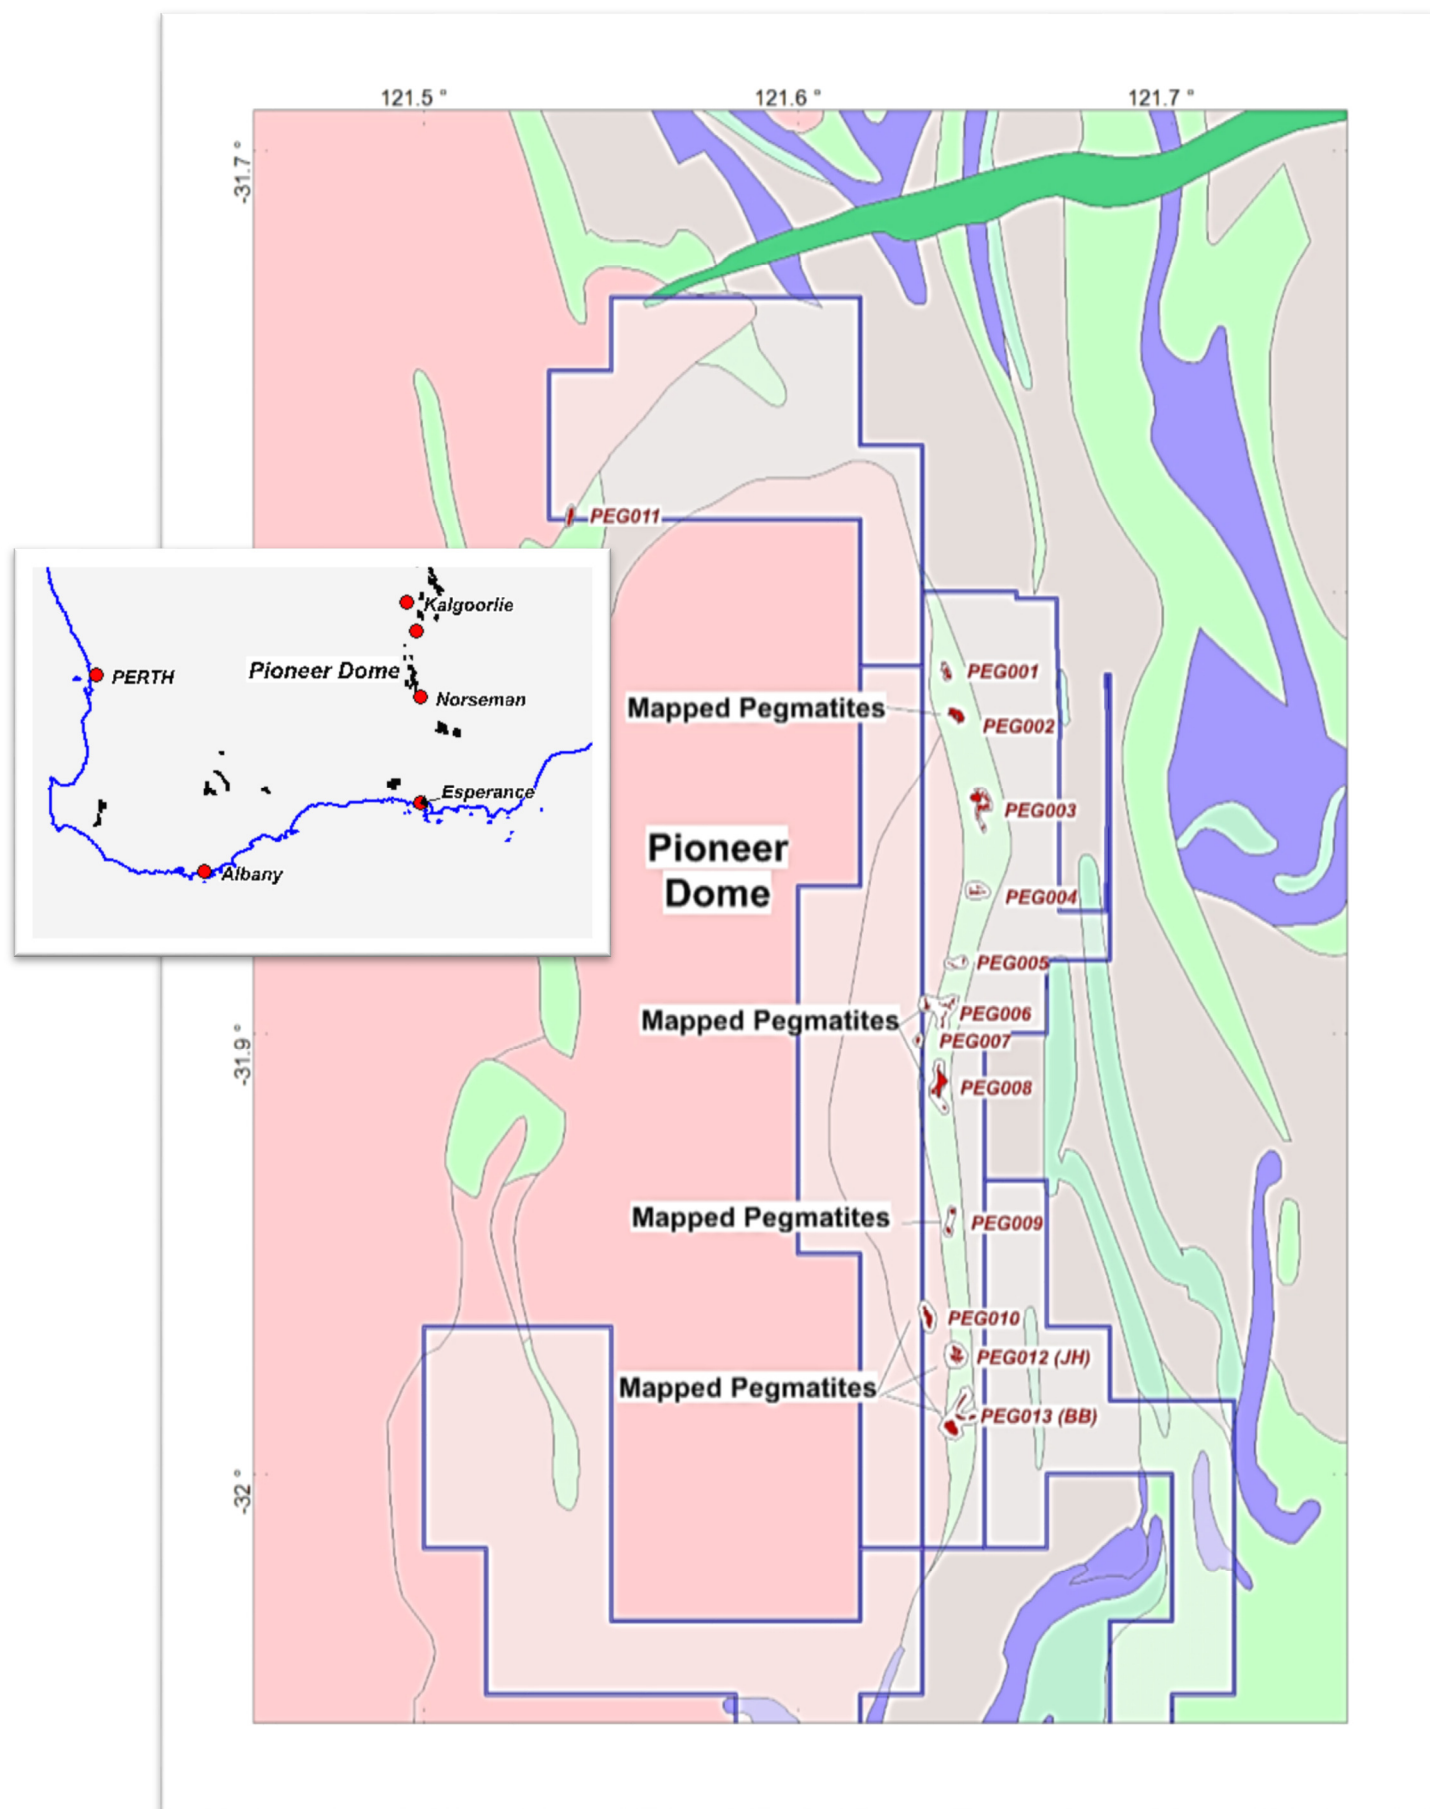 121.5 °
121.6 °
121.7 °
-31.7 °
PEG011
Kalgoorlie
Pioneer Dome
PERTH
Norseman
Esperance
Albany
PEG001
Mapped Pegmatites
PEG002
PEG003
Pioneer
Dome
PEG004
PEG005
PEG006
Mapped Pegmatites
PEG007
-31.9 °
PEG008
Mapped Pegmatites
PEG009
PEG010
PEG012 (JH)
Mapped Pegmatites
PEG013 (BB)
-32 °